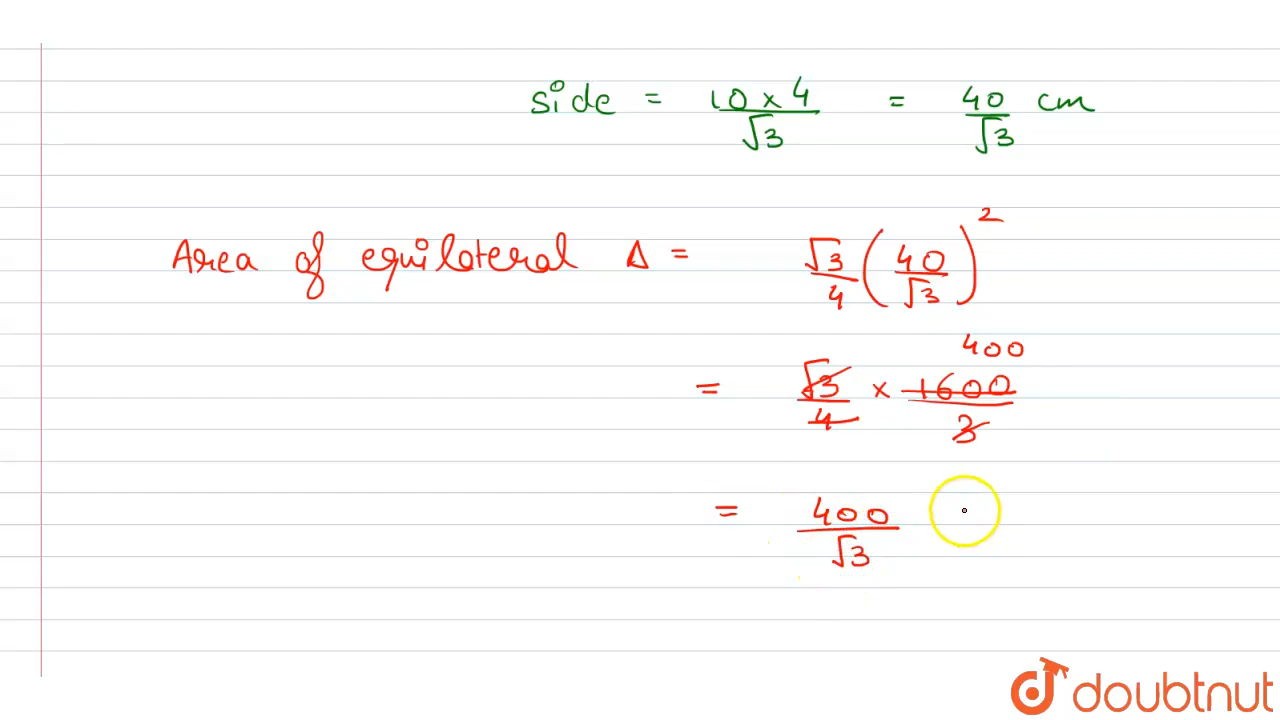 side = 10 × 4 / √3 = 40 / √3 cm
Area of equilateral Δ = √3 / 4 ( 40 / √3 )²
400
= √3 / 4 × 1600 / 3
= 400 / √3
doubtnut